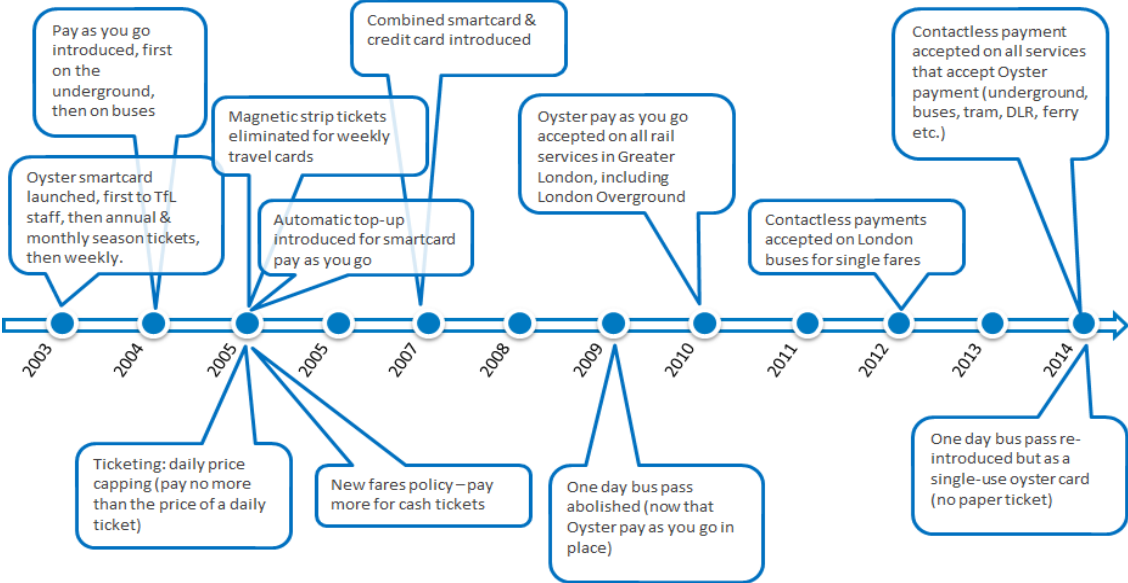 Pay as you go
introduced, first
on the
underground,
then on buses
Combined smartcard &
credit card introduced
Contactless payment
accepted on all services
that accept Oyster
payment (underground,
buses, tram, DLR, ferry
etc.)
Magnetic strip tickets
eliminated for weekly
travel cards
Oyster pay as you go
accepted on all rail
services in Greater
London, including
London Overground
Oyster smartcard
launched, first to TfL
staff, then annual &
monthly season tickets,
then weekly.
Automatic top-up
introduced for smartcard
pay as you go
Contactless payments
accepted on London
buses for single fares
2003
2004
2005
2005
2007
2008
2009
2010
2011
2012
2013
2014
Ticketing: daily price
capping (pay no more
than the price of a daily
ticket)
New fares policy – pay
more for cash tickets
One day bus pass
abolished (now that
Oyster pay as you go in
place)
One day bus pass re-
introduced but as a
single-use oyster card
(no paper ticket)